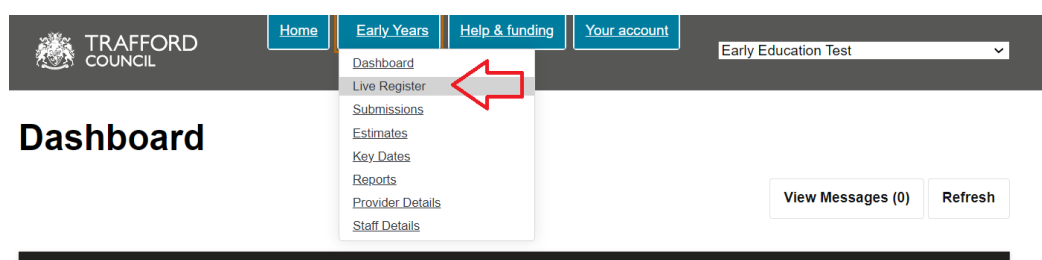 TRAFFORD
COUNCIL
Home
Early Years
Help & funding
Your account
Early Education Test
Dashboard
Live Register
Submissions
Estimates
Key Dates
Reports
Provider Details
Staff Details
Dashboard
View Messages (0)
Refresh